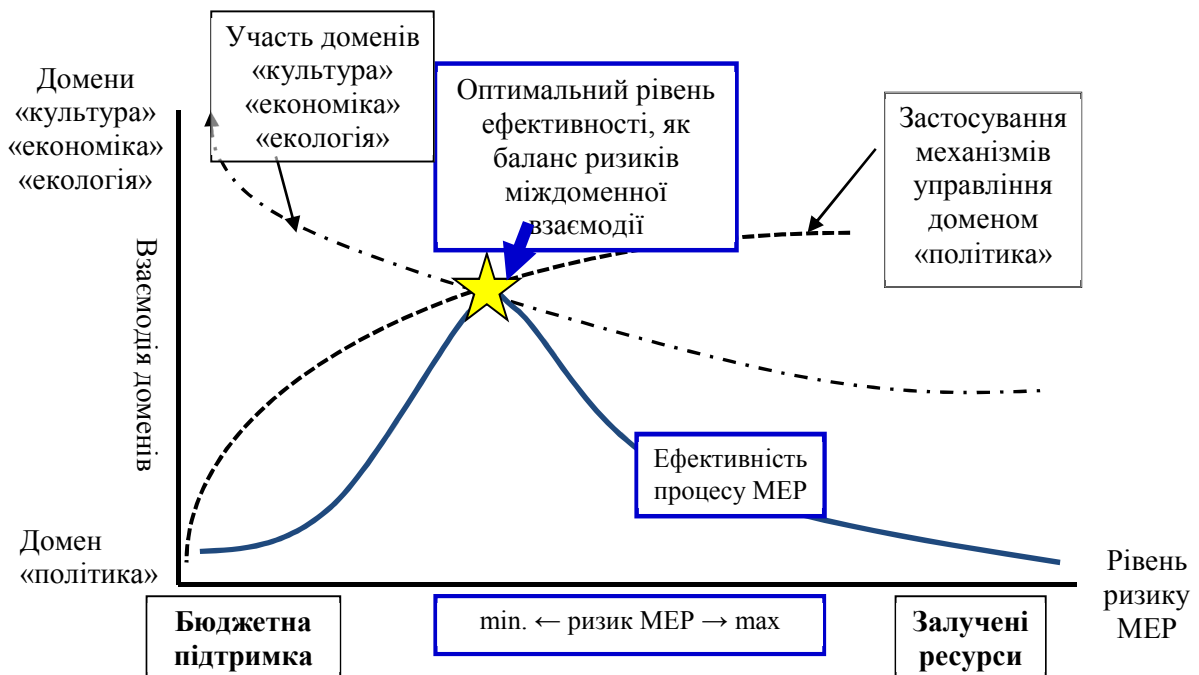 Домени
«культура»
«економіка»
«екологія»
Участь доменів
«культура»
«економіка»
«екологія»
Оптимальний рівень
ефективності, як
баланс ризиків
міждоменної
взаємодії
Застосування
механізмів
управління
доменом
«політика»
Взаємодія доменів
Ефективність
процесу МЕР
Домен
«політика»
Рівень
ризику
МЕР
Бюджетна
підтримка
min. ← ризик МЕР → max
Залучені
ресурси